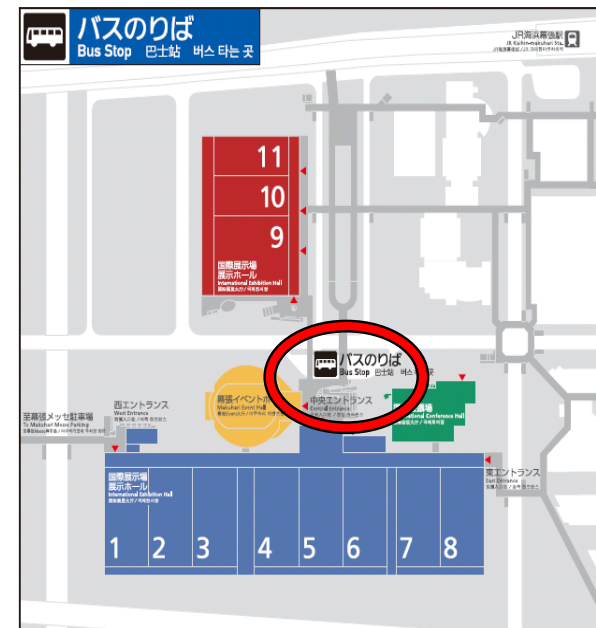 バスのりば
Bus Stop 巴士站 버스 타는 곳
JR海浜幕張駅
JR Kaihin-makuhari Sta.
11
10
9
国際展示場
展示ホール
International Exhibition Hall
バスのりば
Bus Stop 巴士站
西エントランス
West Entrance
幕張イベントホ
Makuhari Event Hall
中央エントランス
Central Entrance
議場
International Conference Hall
至幕張メッセ駐車場
To Makuhari Messe Parking
東エントランス
East Entrance
国際展示場
展示ホール
International Exhibition Hall
1 2 3 4 5 6 7 8